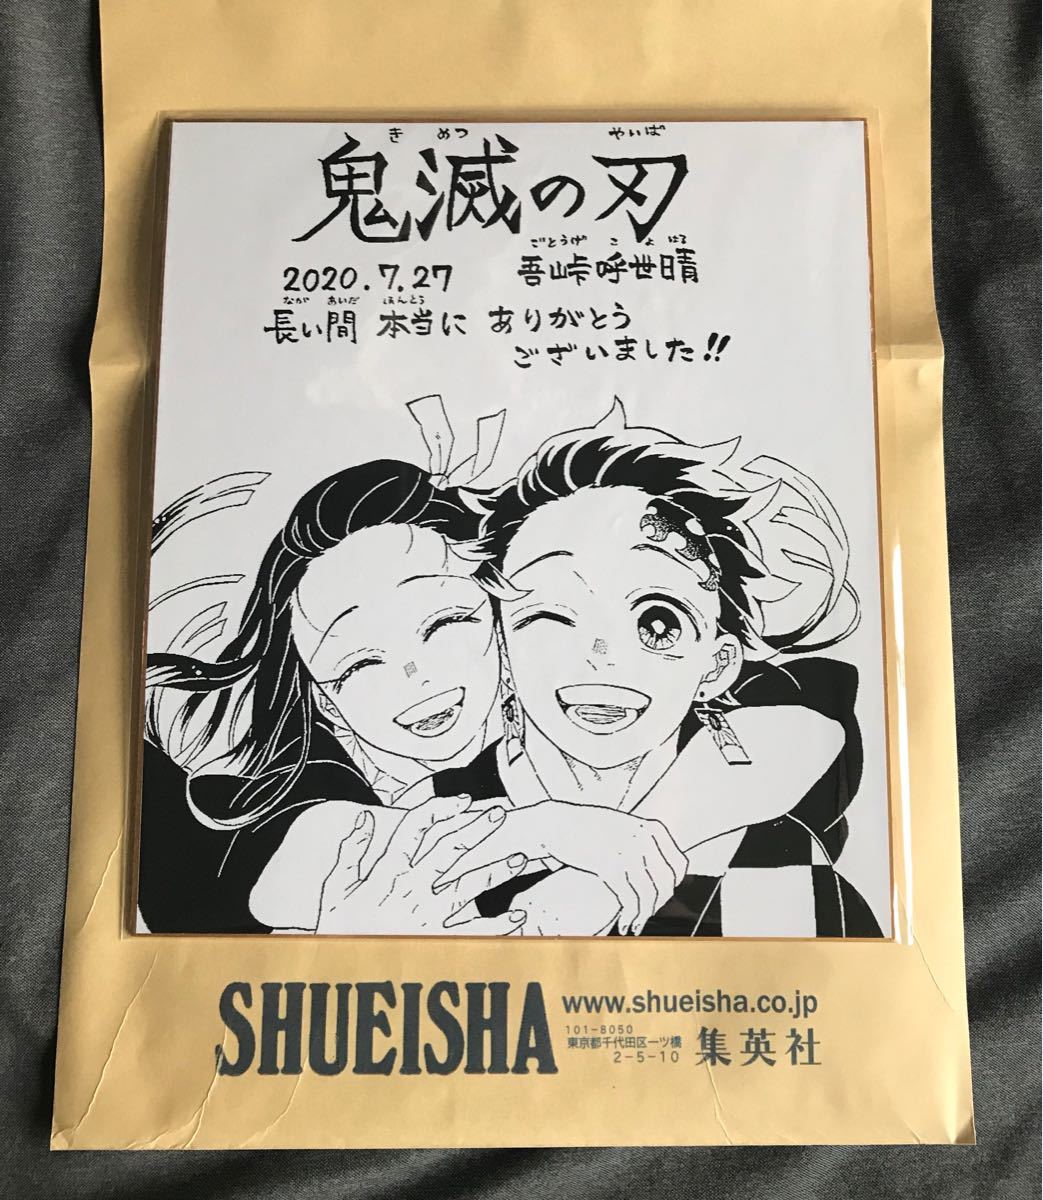 き めつ やいば
鬼滅の刃
ごとうげ こ よ はる
2020.7.27 吾峠呼世晴
なが あいだ ほんとう
長い間 本当に ありがとう
ございました!!
SHUEISHA
www.shueisha.co.jp
101-8050
東京都千代田区一ツ橋
2-5-10
集英社